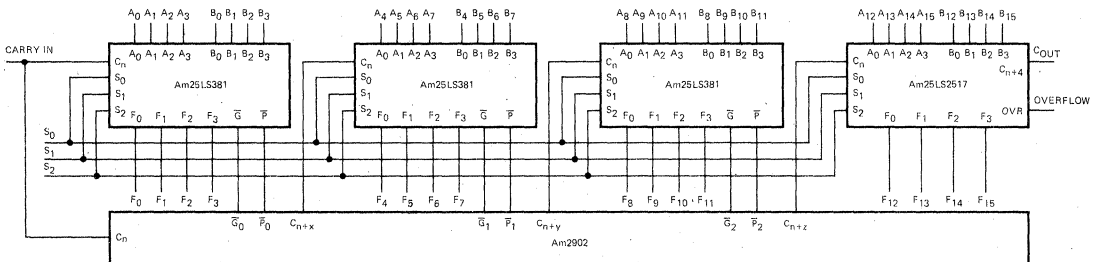 A0 A1 A2 A3 B0 B1 B2 B3 A4 A5 A6 A7 B4 B5 B6 B7 A8 A9 A10 A11 B8 B9 B10 B11 A12 A13 A14 A15 B12 B13 B14 B15
CARRY IN
A0 A1 A2 A3 B0 B1 B2 B3
Cn
S0
S1
S2
Am25LS381
F0 F1 F2 F3 G̅ P̅
A0 A1 A2 A3 B0 B1 B2 B3
Cn
S0
S1
S2
Am25LS381
F0 F1 F2 F3 G̅ P̅
A0 A1 A2 A3 B0 B1 B2 B3
Cn
S0
S1
S2
Am25LS381
F0 F1 F2 F3 G̅ P̅
A0 A1 A2 A3 B0 B1 B2 B3
Cn
S0
S1
S2
Am25LS2517
Cn+4
OVR
F0 F1 F2 F3
COUT
OVERFLOW
S0
S1
S2
F0 F1 F2 F3 F4 F5 F6 F7 F8 F9 F10 F11 F12 F13 F14 F15
G̅0 P̅0 Cn+x G̅1 P̅1 Cn+y G̅2 P̅2 Cn+z
Cn
Am2902